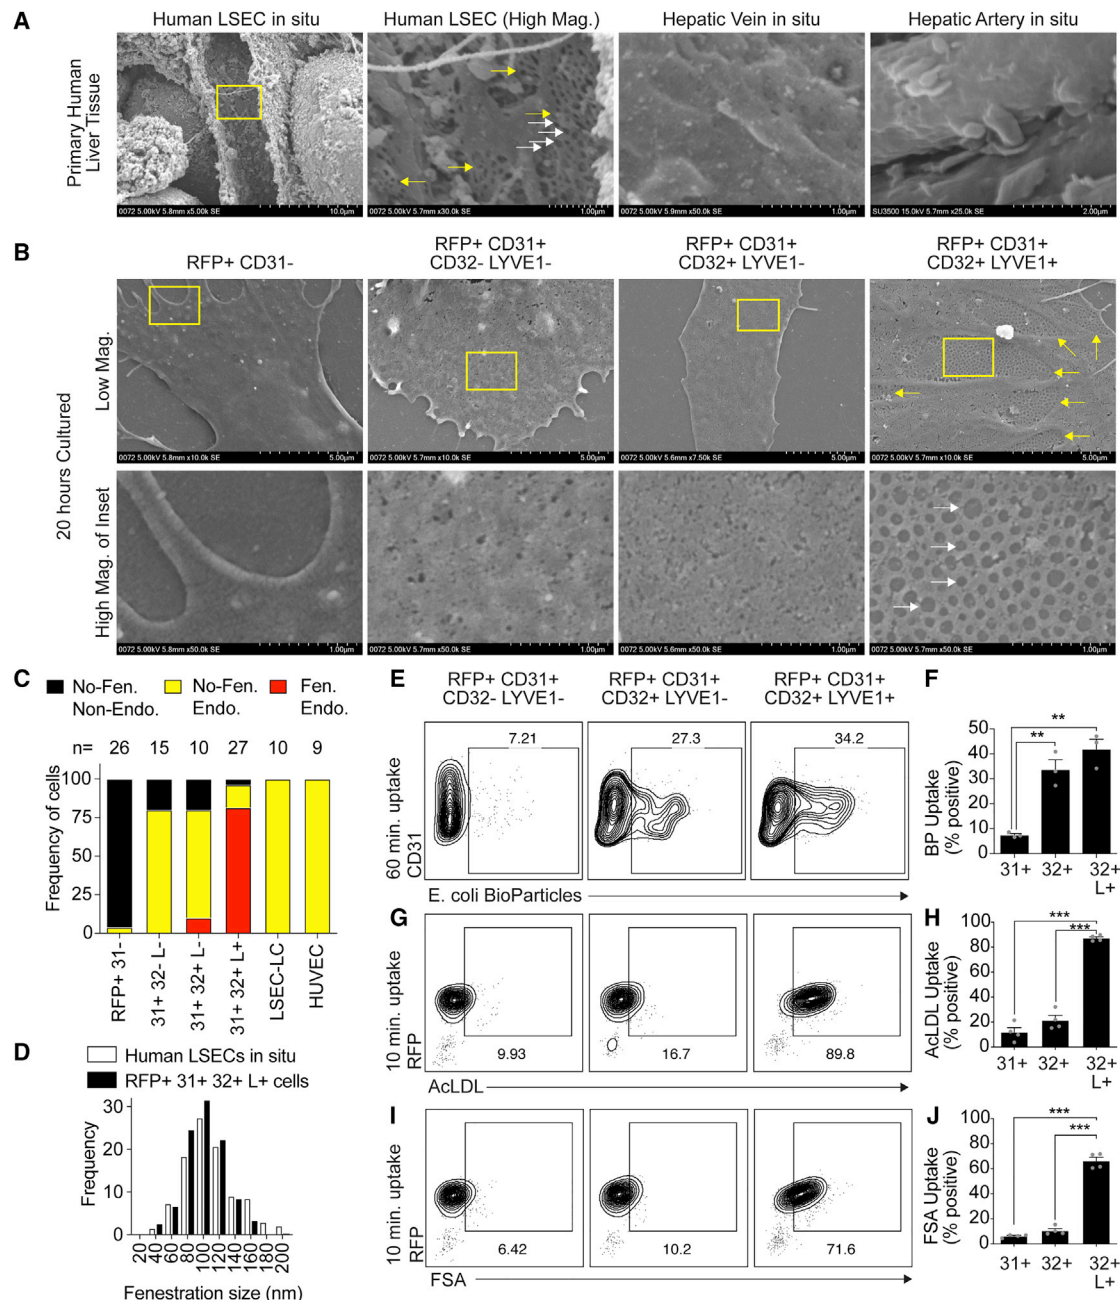 A
Human LSEC in situ
Human LSEC (High Mag.)
Hepatic Vein in situ
Hepatic Artery in situ
Primary Human
Liver Tissue
0072 5.00kV 5.8mm x5.00k SE
10.0μm
0072 5.00kV 5.7mm x30.0k SE
1.00μm
0072 5.00kV 5.9mm x50.0k SE
1.00μm
SU3500 15.0kV 5.7mm x25.0k SE
2.00μm
B
RFP+ CD31-
RFP+ CD31+
CD32- LYVE1-
RFP+ CD31+
CD32+ LYVE1-
RFP+ CD31+
CD32+ LYVE1+
20 hours Cultured
Low Mag.
0072 5.00kV 5.8mm x10.0k SE
5.00μm
0072 5.00kV 5.7mm x10.0k SE
5.00μm
0072 5.00kV 5.6mm x7.50k SE
5.00μm
0072 5.00kV 5.7mm x10.0k SE
5.00μm
High Mag. of Inset
0072 5.00kV 5.8mm x50.0k SE
1.00μm
0072 5.00kV 5.7mm x50.0k SE
1.00μm
0072 5.00kV 5.7mm x50.0k SE
1.00μm
0072 5.00kV 5.7mm x50.0k SE
1.00μm
C
No-Fen.
Non-Endo.
No-Fen.
Endo.
Fen.
Endo.
n= 26 15 10 27 10 9
Frequency of cells
100
75
50
25
0
RFP+ 31-
31+ 32- L-
31+ 32+ L-
31+ 32+ L+
LSEC-LC
HUVEC
D
Human LSECs in situ
RFP+ 31+ 32+ L+ cells
Frequency
30
20
10
0
20 40 60 80 100 120 140 160 180 200
Fenestration size (nm)
E
RFP+ CD31+
CD32- LYVE1-
RFP+ CD31+
CD32+ LYVE1-
RFP+ CD31+
CD32+ LYVE1+
60 min. uptake
CD31
7.21
27.3
34.2
E. coli BioParticles
F
BP Uptake
(% positive)
50
40
30
20
10
0
**
**
31+ 32+ 32+
L+
G
10 min. uptake
RFP
9.93
16.7
89.8
AcLDL
H
AcLDL Uptake
(% positive)
100
80
60
40
20
0
***
***
31+ 32+ 32+
L+
I
10 min. uptake
RFP
6.42
10.2
71.6
FSA
J
FSA Uptake
(% positive)
100
80
60
40
20
0
***
***
31+ 32+ 32+
L+